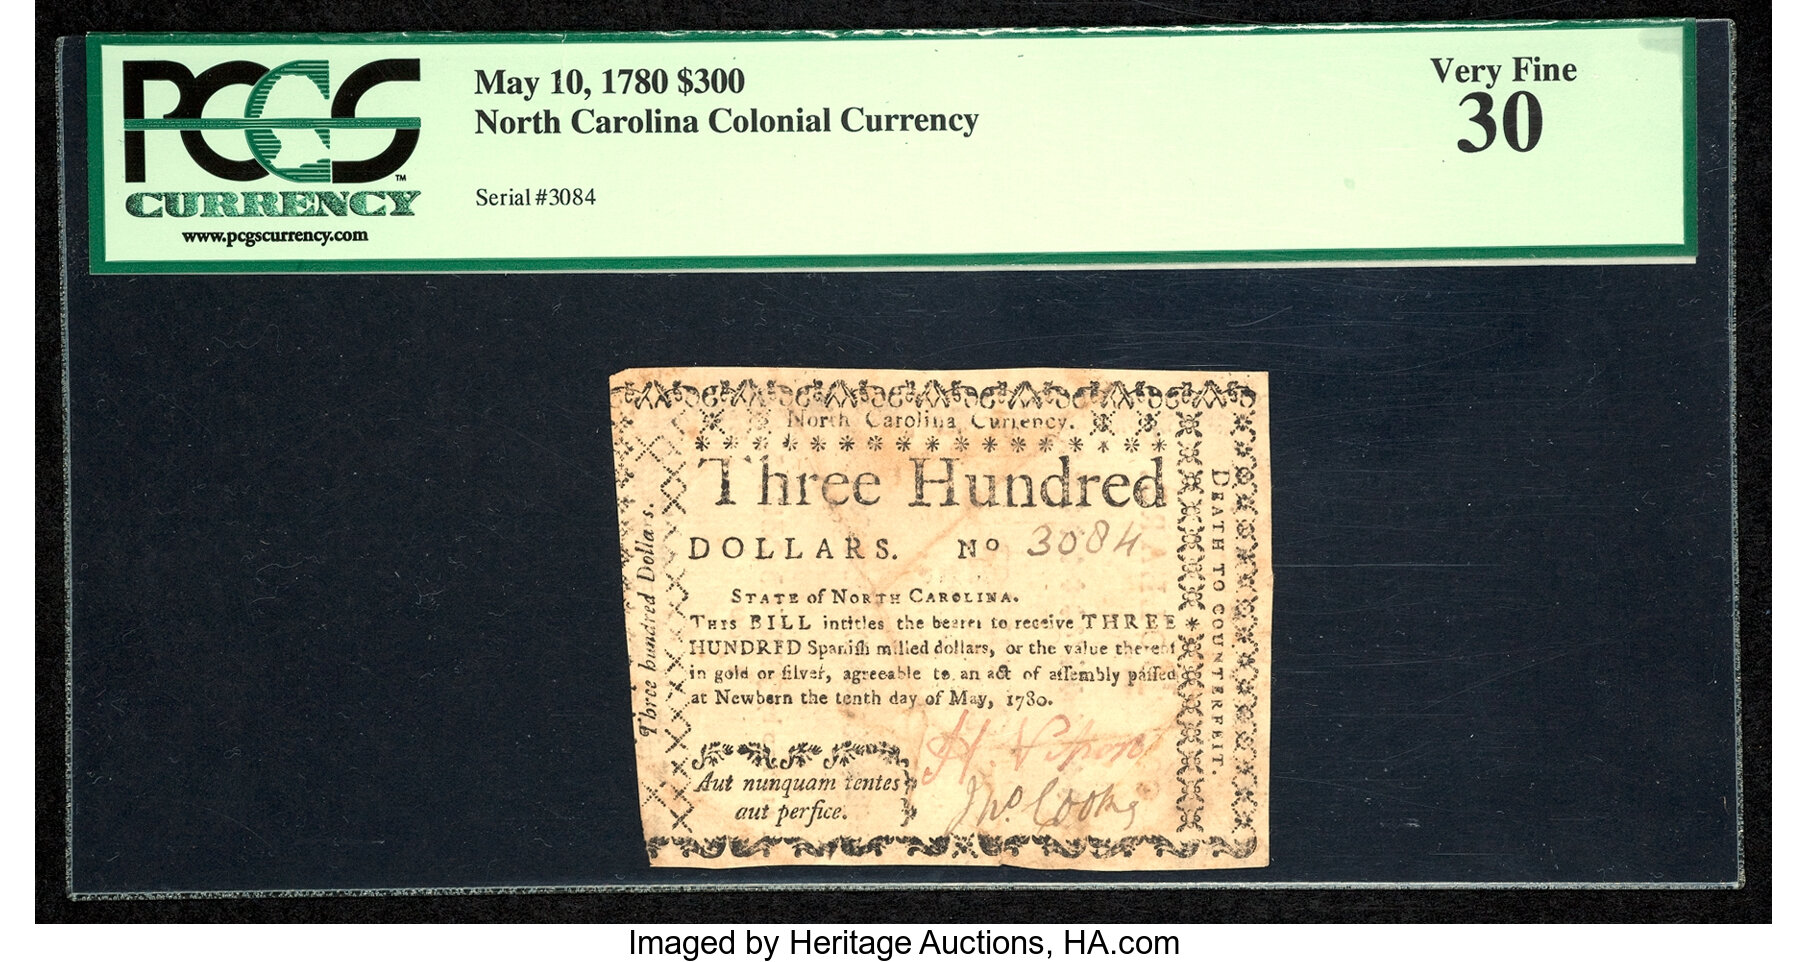 PCGS
CURRENCY
www.pcgscurrency.com
May 10, 1780 $300
North Carolina Colonial Currency
Serial #3084
Very Fine
30
North Carolina Currency.
Three Hundred
DOLLARS. No 3084
STATE of NORTH CAROLINA.
THIS BILL intitles the bearer to receive THREE
HUNDRED Spaniſh milled dollars, or the value thereof
in gold or ſilver, agreeable to an act of aſſembly paſſed
at Newbern the tenth day of May, 1780.
Three hundred Dollars.
DEATH TO COUNTERFEIT.
Aut nunquam tentes
aut perfice.
H.
Jno. Cooke
Imaged by Heritage Auctions, HA.com